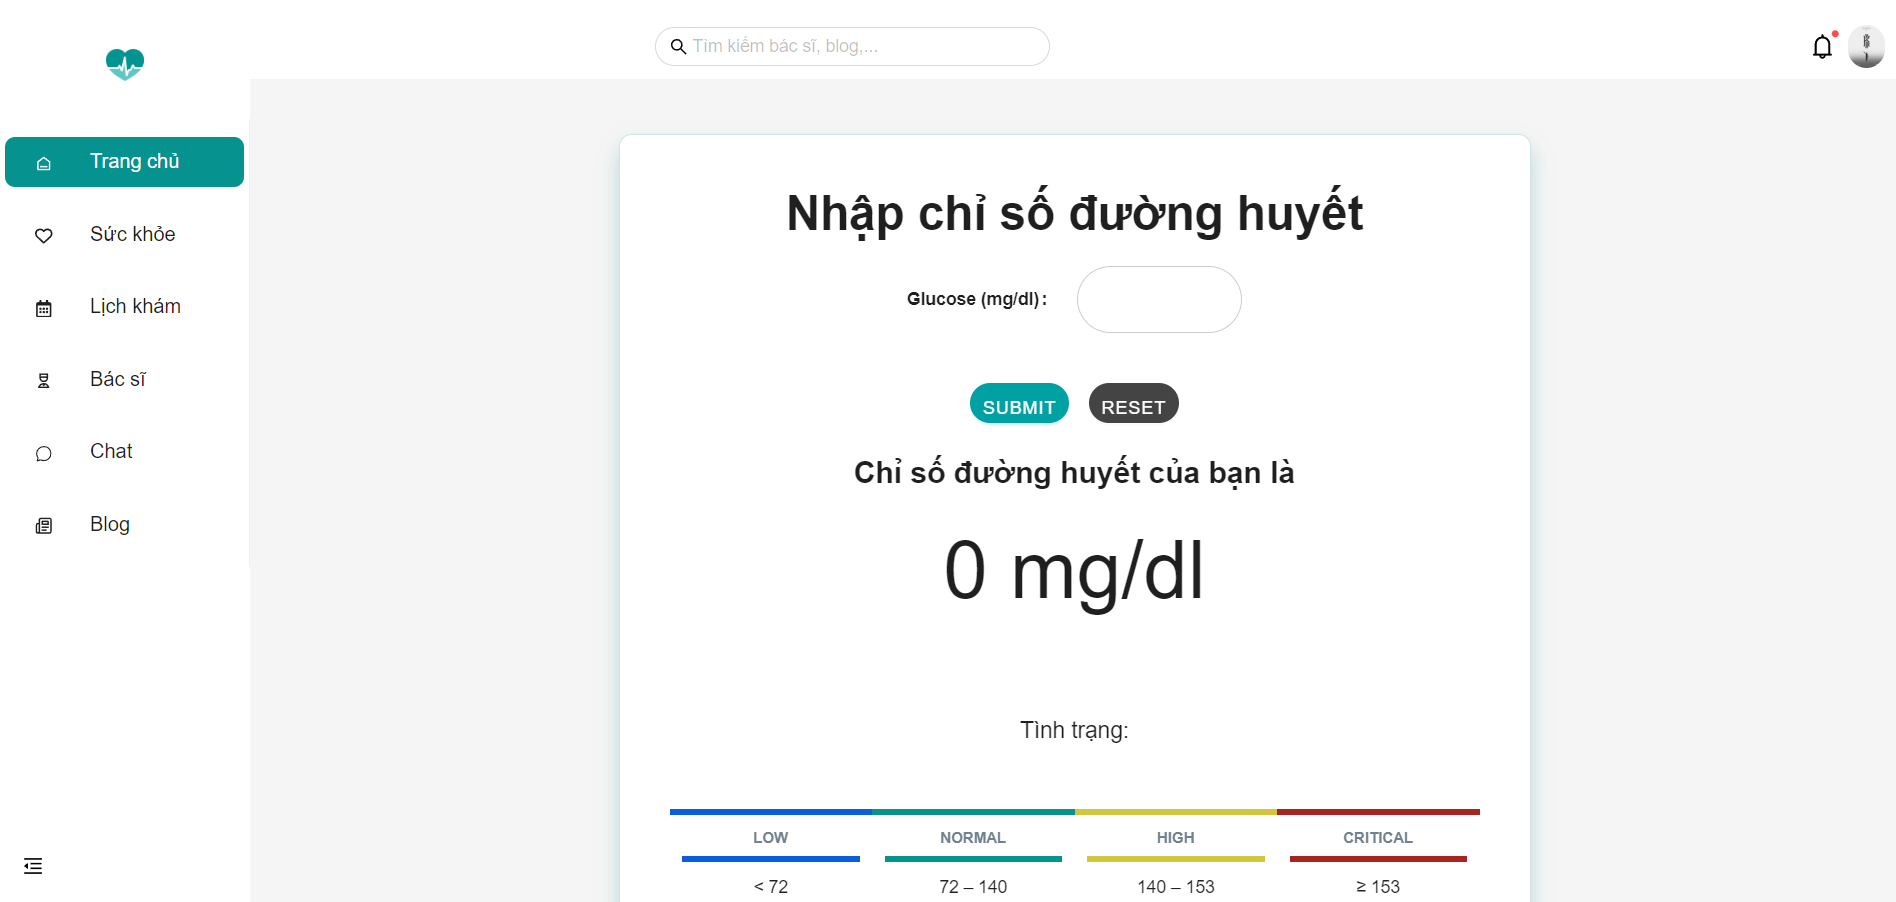 Tìm kiếm bác sĩ, blog,...
Trang chủ
Sức khỏe
Lịch khám
Bác sĩ
Chat
Blog
Nhập chỉ số đường huyết
Glucose (mg/dl) :
SUBMIT RESET
Chỉ số đường huyết của bạn là
0 mg/dl
Tình trạng:
LOW NORMAL HIGH CRITICAL
< 72 72 – 140 140 – 153 ≥ 153